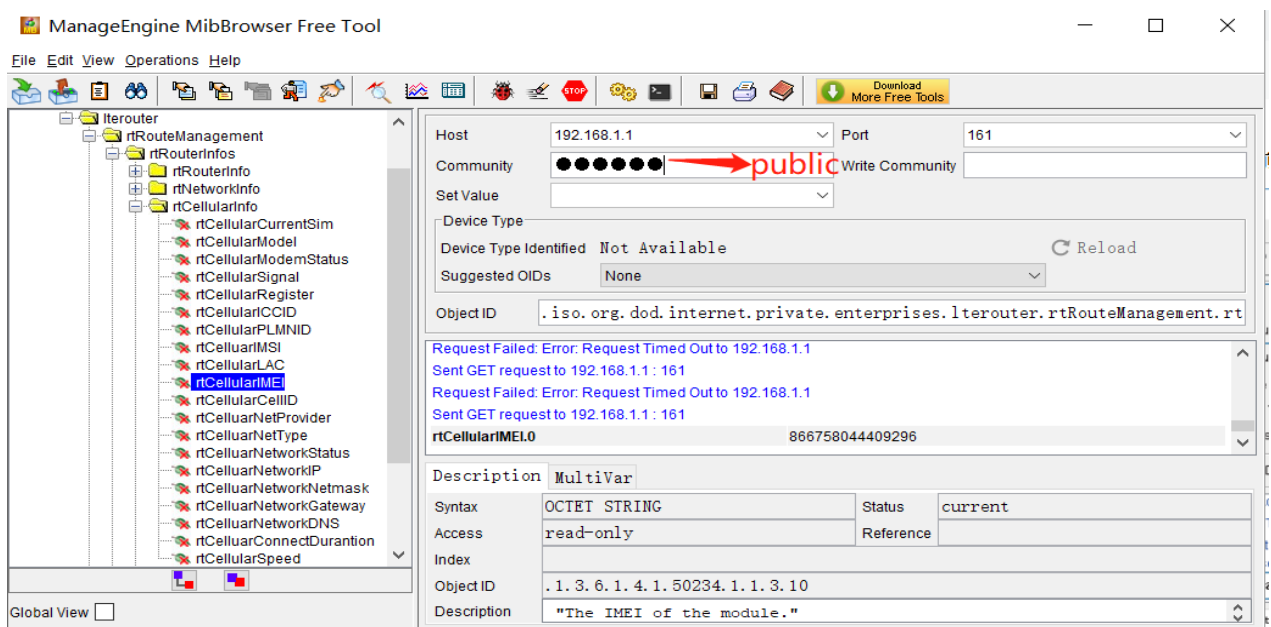 ManageEngine MibBrowser Free Tool
File Edit View Operations Help
STOP
Download
More Free Tools
lterouter
rtRouteManagement
rtRouterInfos
rtRouterInfo
rtNetworkInfo
rtCellularInfo
rtCellularCurrentSim
rtCellularModel
rtCellularModemStatus
rtCellularSignal
rtCellularRegister
rtCellularICCID
rtCellularPLMNID
rtCelluarIMSI
rtCellularLAC
rtCellularIMEI
rtCellularCellID
rtCelluarNetProvider
rtCelluarNetType
rtCelluarNetworkStatus
rtCelluarNetworkIP
rtCelluarNetworkNetmask
rtCelluarNetworkGateway
rtCelluarNetworkDNS
rtCelluarConnectDurantion
rtCellularSpeed
Global View
Host 192.168.1.1 Port 161
Community ●●●●●● public Write Community
Set Value
Device Type
Device Type Identified Not Available Reload
Suggested OIDs None
Object ID .iso.org.dod.internet.private.enterprises.lterouter.rtRouteManagement.rt
Request Failed: Error: Request Timed Out to 192.168.1.1
Sent GET request to 192.168.1.1 : 161
Request Failed: Error: Request Timed Out to 192.168.1.1
Sent GET request to 192.168.1.1 : 161
rtCellularIMEI.0 866758044409296
Description MultiVar
Syntax OCTET STRING Status current
Access read-only Reference
Index
Object ID .1.3.6.1.4.1.50234.1.1.3.10
Description "The IMEI of the module."